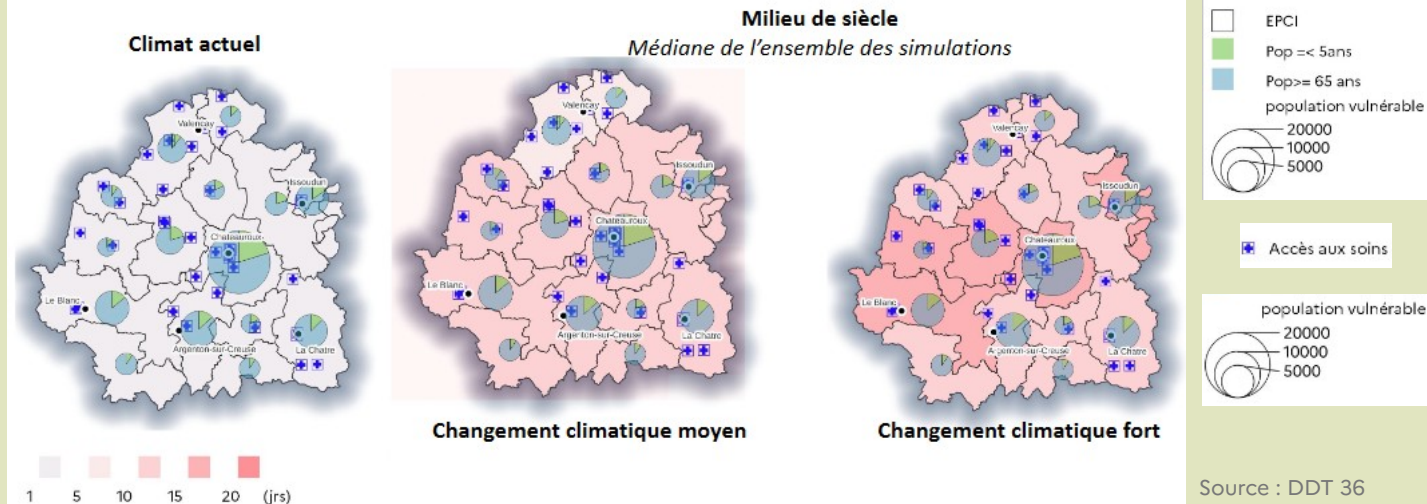 Climat actuel
Milieu de siècle
Médiane de l'ensemble des simulations
Valencay
Issoudun
Chateauroux
Le Blanc
Argenton-sur-Creuse
La Chatre
Valencay
Issoudun
Chateauroux
Le Blanc
Argenton-sur-Creuse
La Chatre
Valencay
Issoudun
Chateauroux
Le Blanc
Argenton-sur-Creuse
La Chatre
Changement climatique moyen
Changement climatique fort
1 5 10 15 20 (jrs)
EPCI
Pop =< 5ans
Pop>= 65 ans
population vulnérable
20000
10000
5000
Accès aux soins
population vulnérable
20000
10000
5000
Source : DDT 36